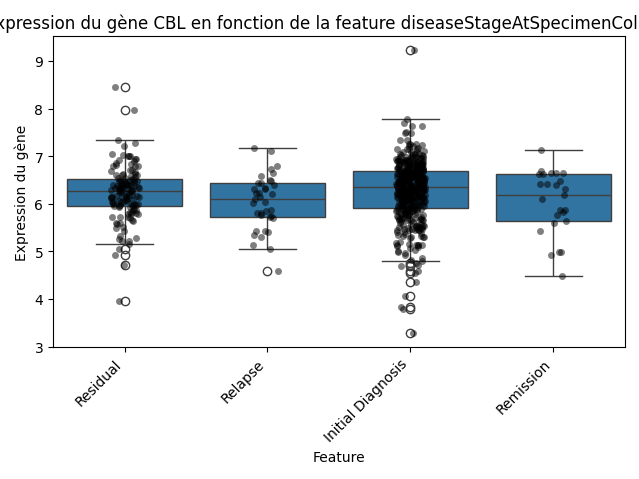 xpression du gène CBL en fonction de la feature diseaseStageAtSpecimenCol
Expression du gène
9
8
7
6
5
4
3
Residual
Relapse
Initial Diagnosis
Remission
Feature